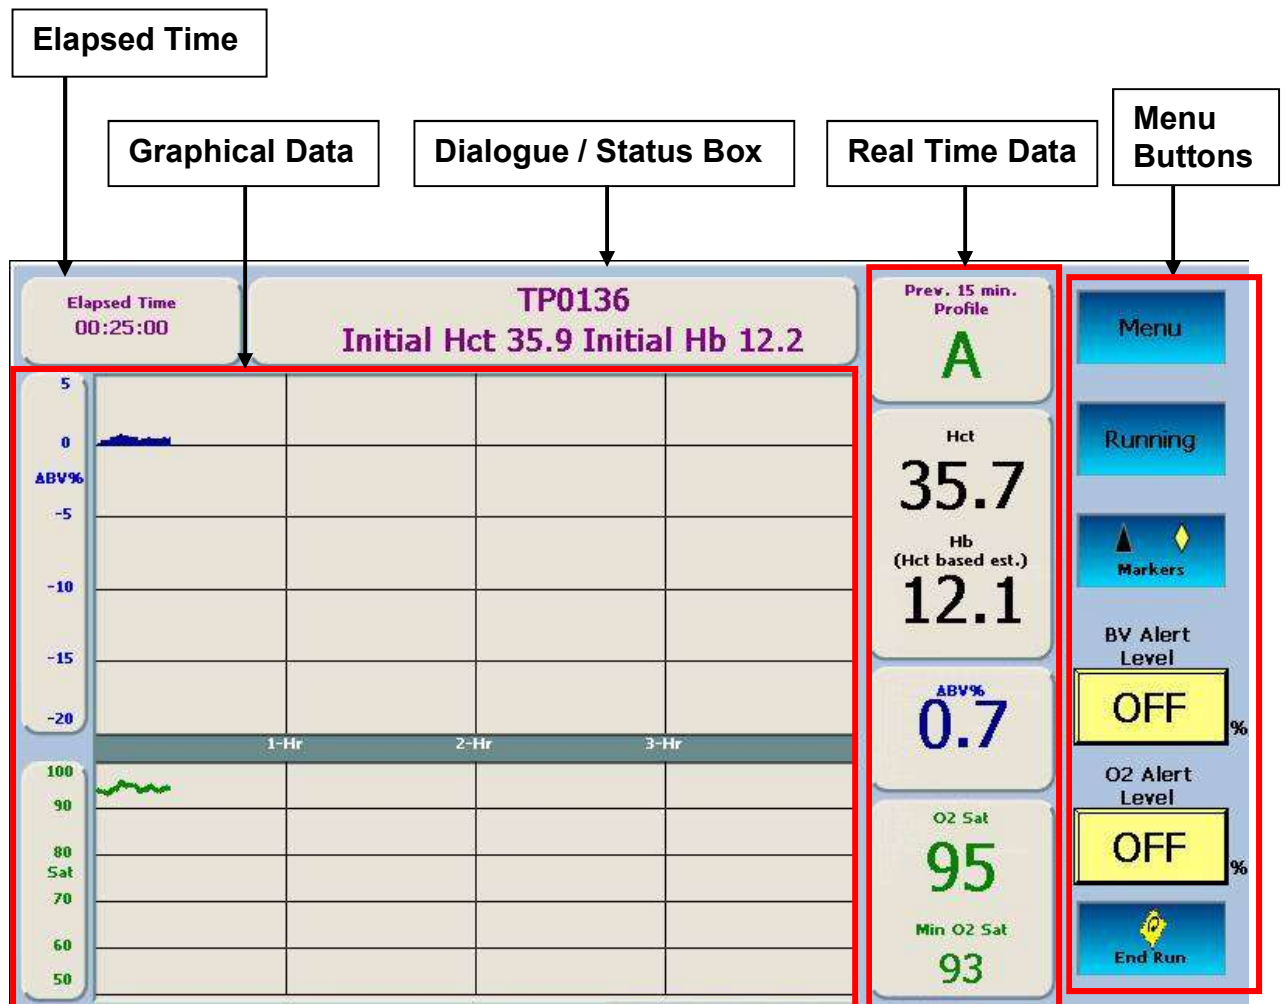 Elapsed Time
Graphical Data
Dialogue / Status Box
Real Time Data
Menu
Buttons
Elapsed Time
00:25:00
TP0136
Initial Hct 35.9 Initial Hb 12.2
Prev. 15 min.
Profile
A
Menu
5
0
ΔBV%
-5
-10
-15
-20
1-Hr 2-Hr 3-Hr
100
90
80
Sat
70
60
50
Hct
35.7
Hb
(Hct based est.)
12.1
ΔBV%
0.7
O2 Sat
95
Min O2 Sat
93
Running
Markers
BV Alert
Level
OFF %
O2 Alert
Level
OFF %
End Run